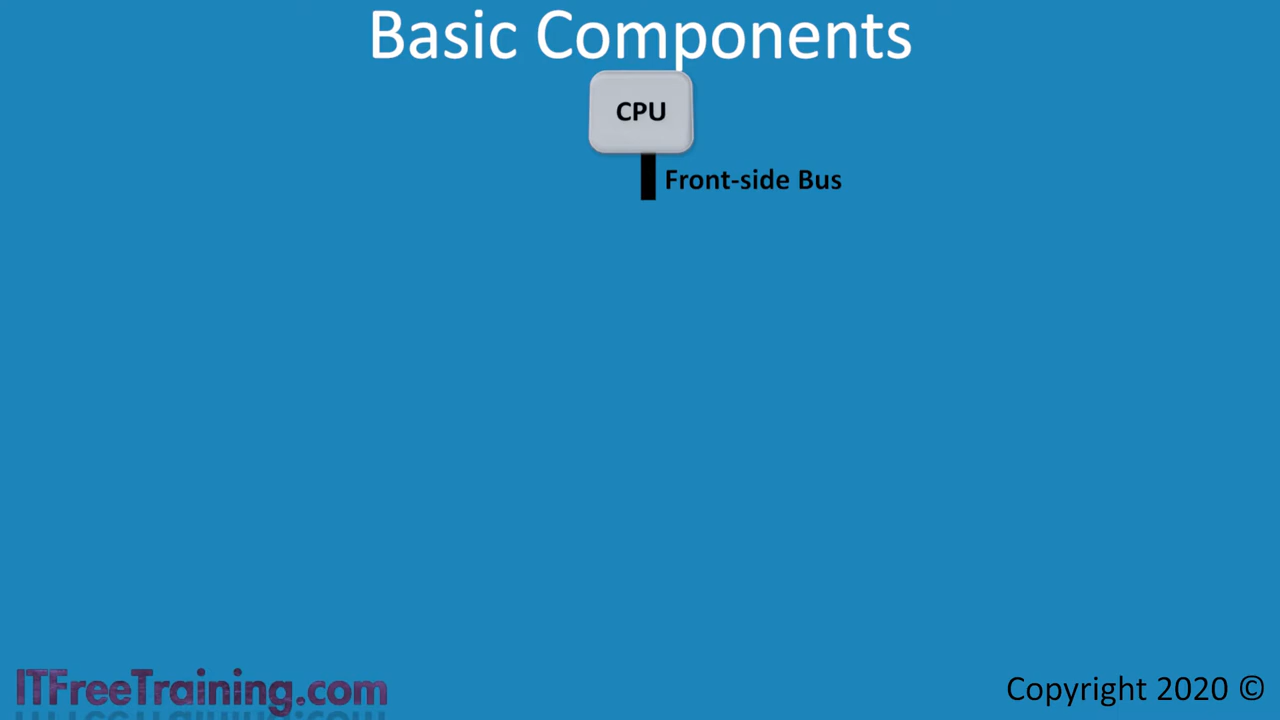 Basic Components
CPU
Front-side Bus
ITFreeTraining.com
Copyright 2020 ©